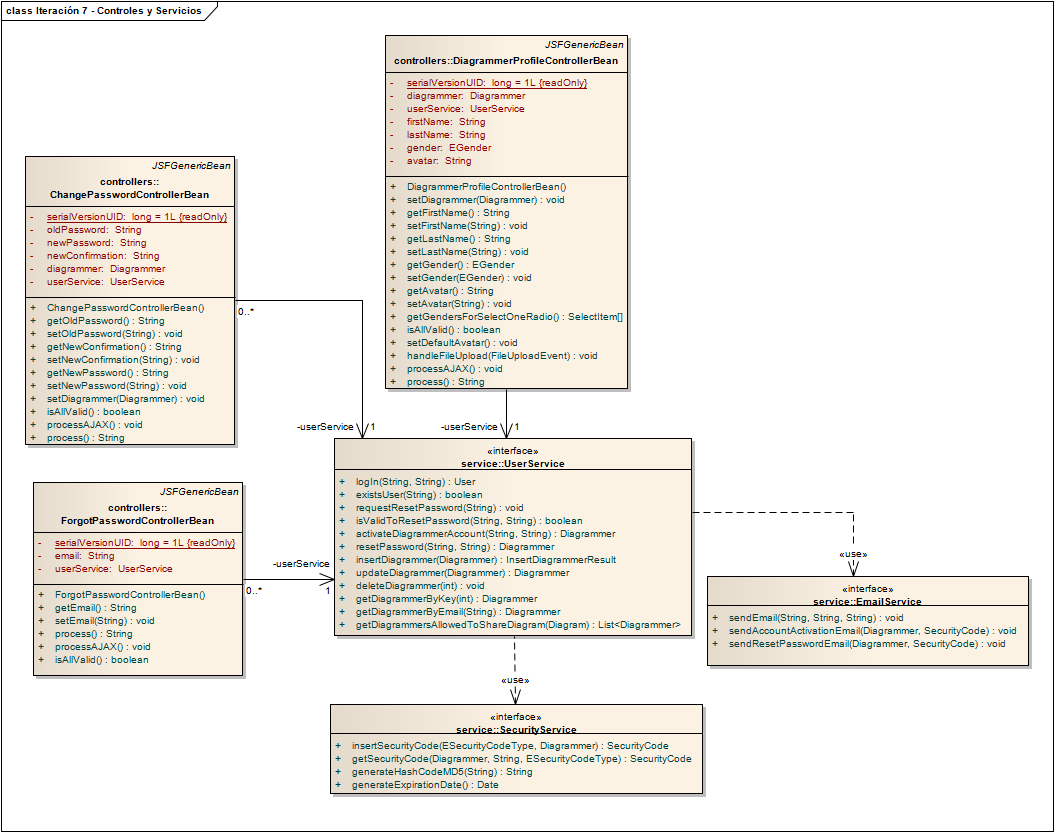 class Iteración 7 - Controles y Servicios
JSFGenericBean
controllers::DiagrammerProfileControllerBean
- serialVersionUID: long = 1L {readOnly}
- diagrammer: Diagrammer
- userService: UserService
- firstName: String
- lastName: String
- gender: EGender
- avatar: String
+ DiagrammerProfileControllerBean()
+ setDiagrammer(Diagrammer) : void
+ getFirstName() : String
+ setFirstName(String) : void
+ getLastName() : String
+ setLastName(String) : void
+ getGender() : EGender
+ setGender(EGender) : void
+ getAvatar() : String
+ setAvatar(String) : void
+ getGendersForSelectOneRadio() : SelectItem[]
+ isAllValid() : boolean
+ setDefaultAvatar() : void
+ handleFileUpload(FileUploadEvent) : void
+ processAJAX() : void
+ process() : String
JSFGenericBean
controllers::
ChangePasswordControllerBean
- serialVersionUID: long = 1L {readOnly}
- oldPassword: String
- newPassword: String
- newConfirmation: String
- diagrammer: Diagrammer
- userService: UserService
+ ChangePasswordControllerBean()
+ getOldPassword() : String
+ setOldPassword(String) : void
+ getNewConfirmation() : String
+ setNewConfirmation(String) : void
+ getNewPassword() : String
+ setNewPassword(String) : void
+ setDiagrammer(Diagrammer) : void
+ isAllValid() : boolean
+ processAJAX() : void
+ process() : String
0..*
-userService
1
-userService
1
«interface»
service::UserService
+ logIn(String, String) : User
+ existsUser(String) : boolean
+ requestResetPassword(String) : void
+ isValidToResetPassword(String, String) : boolean
+ activateDiagrammerAccount(String, String) : Diagrammer
+ resetPassword(String, String) : Diagrammer
+ insertDiagrammer(Diagrammer) : InsertDiagrammerResult
+ updateDiagrammer(Diagrammer) : Diagrammer
+ deleteDiagrammer(int) : void
+ getDiagrammerByKey(int) : Diagrammer
+ getDiagrammerByEmail(String) : Diagrammer
+ getDiagrammersAllowedToShareDiagram(Diagram) : List<Diagrammer>
JSFGenericBean
controllers::
ForgotPasswordControllerBean
- serialVersionUID: long = 1L {readOnly}
- email: String
- userService: UserService
+ ForgotPasswordControllerBean()
+ getEmail() : String
+ setEmail(String) : void
+ process() : String
+ processAJAX() : void
+ isAllValid() : boolean
-userService
0..*
1
«use»
«interface»
service::EmailService
+ sendEmail(String, String, String) : void
+ sendAccountActivationEmail(Diagrammer, SecurityCode) : void
+ sendResetPasswordEmail(Diagrammer, SecurityCode) : void
«use»
«interface»
service::SecurityService
+ insertSecurityCode(ESecurityCodeType, Diagrammer) : SecurityCode
+ getSecurityCode(Diagrammer, String, ESecurityCodeType) : SecurityCode
+ generateHashCodeMD5(String) : String
+ generateExpirationDate() : Date